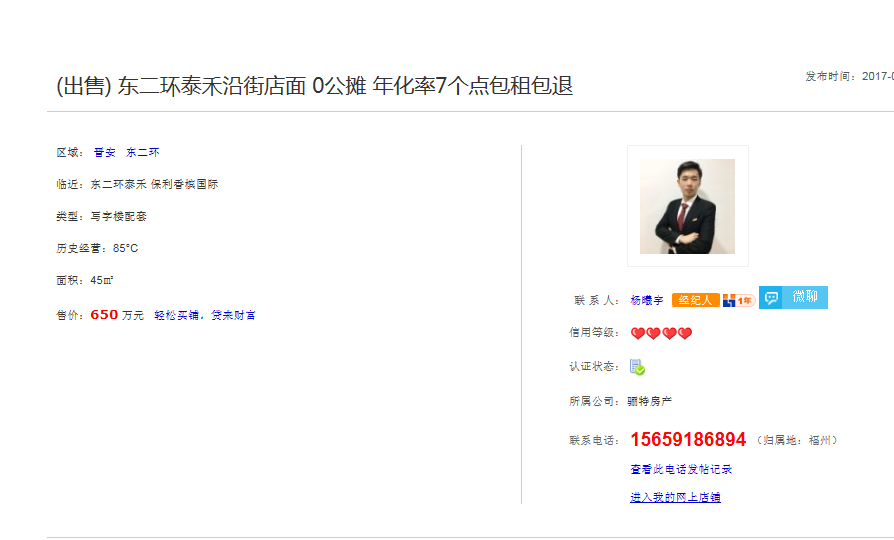 (出售) 东二环泰禾沿街店面 0公摊 年化率7个点包租包退
发布时间：2017-0
区域： 晋安 东二环
临近：东二环泰禾 保利香槟国际
类型：写字楼配套
历史经营：85°C
面积：45㎡
售价：650 万元 轻松买铺，贷来财富
联 系 人： 杨曦宇 经纪人 1年 微聊
信用等级：
认证状态：
所属公司：骊特房产
联系电话： 15659186894 （归属地：福州）
查看此电话发帖记录
进入我的网上店铺